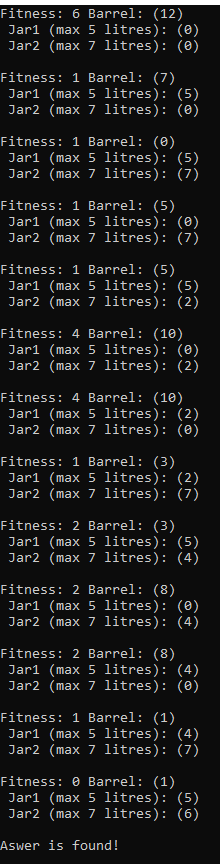 Fitness: 6 Barrel: (12)
Jar1 (max 5 litres): (0)
Jar2 (max 7 litres): (0)
Fitness: 1 Barrel: (7)
Jar1 (max 5 litres): (5)
Jar2 (max 7 litres): (0)
Fitness: 1 Barrel: (0)
Jar1 (max 5 litres): (5)
Jar2 (max 7 litres): (7)
Fitness: 1 Barrel: (5)
Jar1 (max 5 litres): (0)
Jar2 (max 7 litres): (7)
Fitness: 1 Barrel: (5)
Jar1 (max 5 litres): (5)
Jar2 (max 7 litres): (2)
Fitness: 4 Barrel: (10)
Jar1 (max 5 litres): (0)
Jar2 (max 7 litres): (2)
Fitness: 4 Barrel: (10)
Jar1 (max 5 litres): (2)
Jar2 (max 7 litres): (0)
Fitness: 1 Barrel: (3)
Jar1 (max 5 litres): (2)
Jar2 (max 7 litres): (7)
Fitness: 2 Barrel: (3)
Jar1 (max 5 litres): (5)
Jar2 (max 7 litres): (4)
Fitness: 2 Barrel: (8)
Jar1 (max 5 litres): (0)
Jar2 (max 7 litres): (4)
Fitness: 2 Barrel: (8)
Jar1 (max 5 litres): (4)
Jar2 (max 7 litres): (0)
Fitness: 1 Barrel: (1)
Jar1 (max 5 litres): (4)
Jar2 (max 7 litres): (7)
Fitness: 0 Barrel: (1)
Jar1 (max 5 litres): (5)
Jar2 (max 7 litres): (6)
Aswer is found!